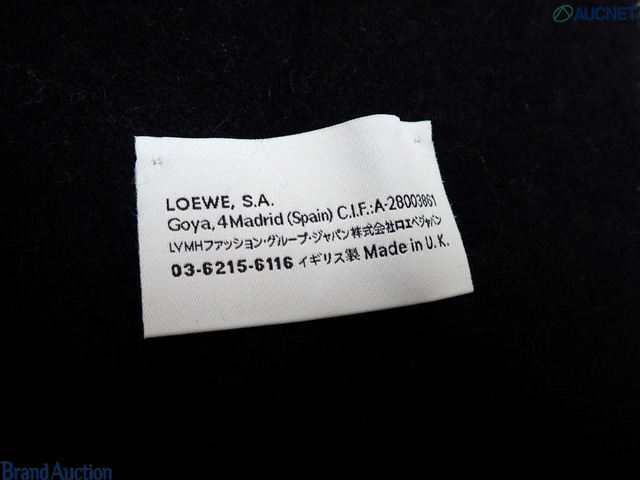 AUCNET
LOEWE, S.A.
Goya, 4 Madrid (Spain) C.I.F.: A-28003861
LVMHファッション・グループ・ジャパン株式会社ロエベジャパン
03-6215-6116 イギリス製 Made in U.K.
Brand Auction